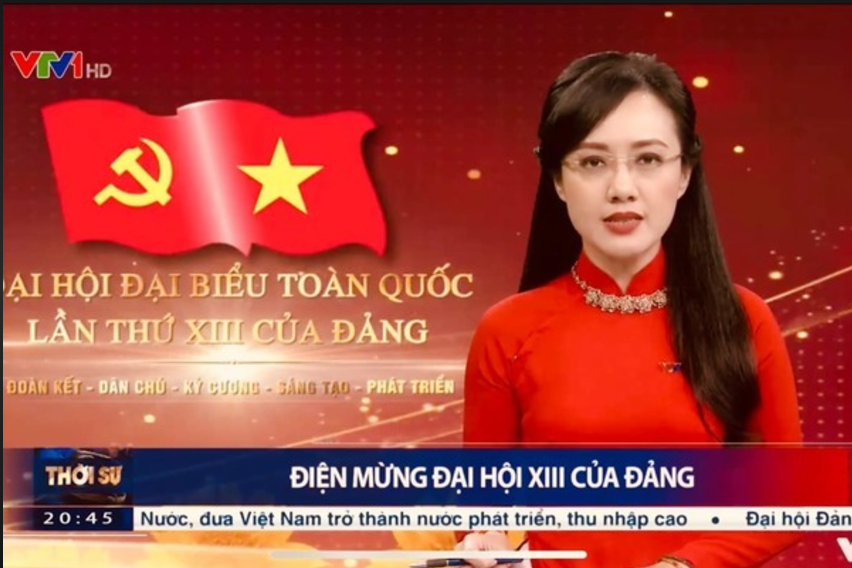 VTV1 HD
ĐẠI HỘI ĐẠI BIỂU TOÀN QUỐC
LẦN THỨ XIII CỦA ĐẢNG
ĐOÀN KẾT - DÂN CHỦ - KỶ CƯƠNG - SÁNG TẠO - PHÁT TRIỂN
VTV
THỜI SỰ
ĐIỆN MỪNG ĐẠI HỘI XIII CỦA ĐẢNG
20:45 Nước, đưa Việt Nam trở thành nước phát triển, thu nhập cao • Đại hội Đản